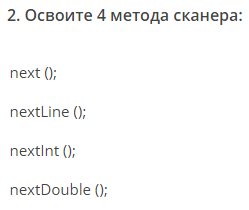 2. Освоите 4 метода сканера:
next ();
nextLine ();
nextInt ();
nextDouble ();